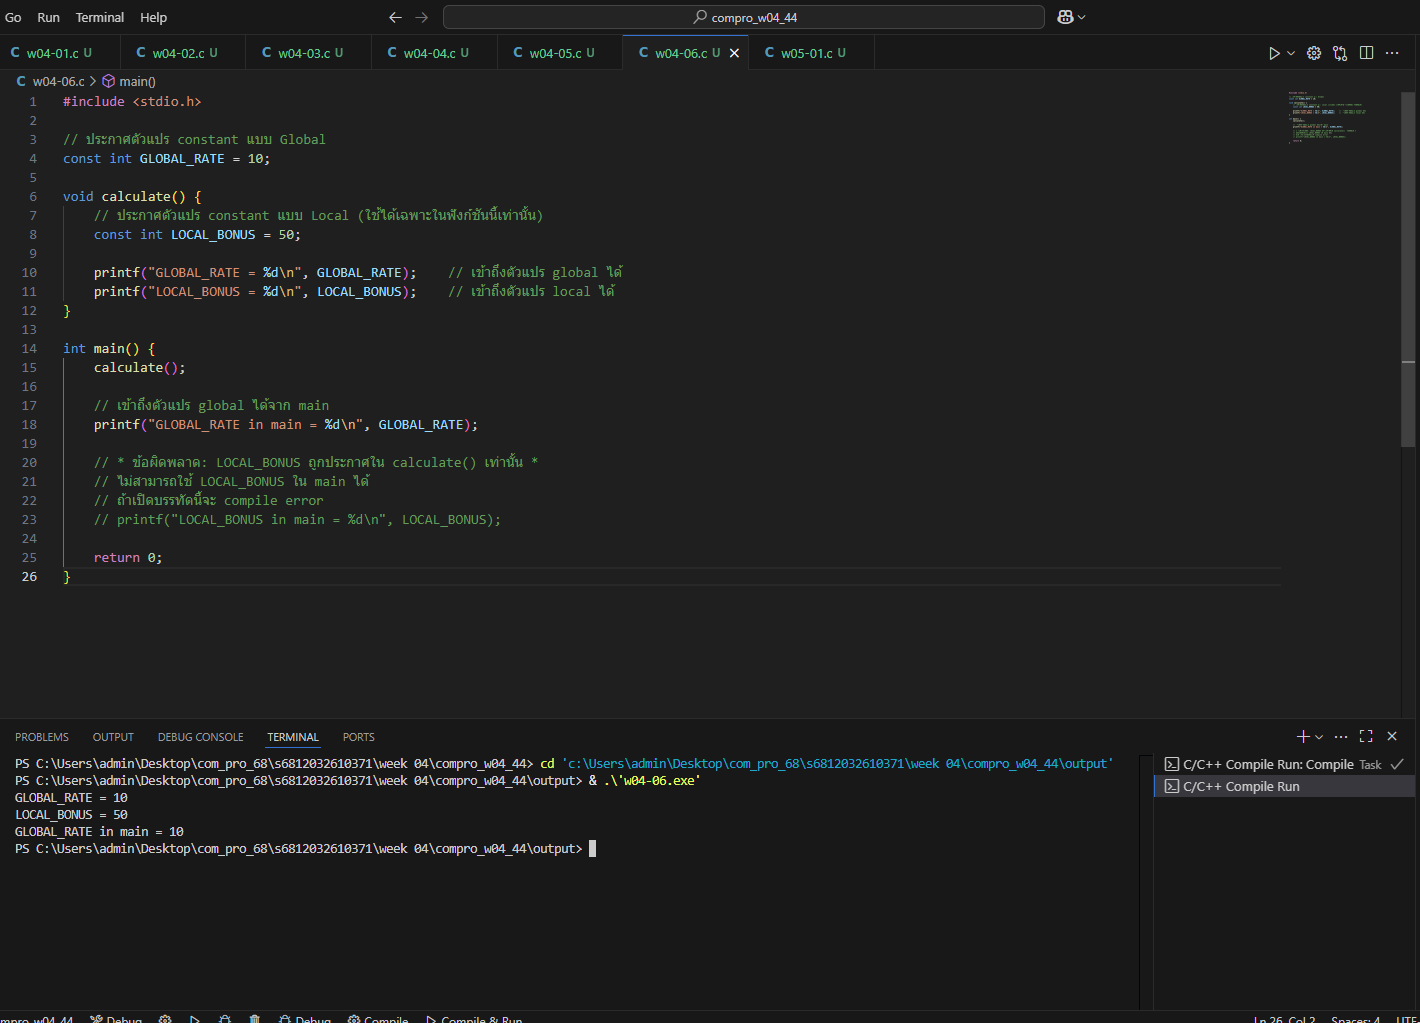 Go Run Terminal Help compro_w04_44
w04-01.c U w04-02.c U w04-03.c U w04-04.c U w04-05.c U w04-06.c U w05-01.c U
w04-06.c > main()
1 #include <stdio.h>
2
3 // ประกาศตัวแปร constant แบบ Global
4 const int GLOBAL_RATE = 10;
5
6 void calculate() {
7 // ประกาศตัวแปร constant แบบ Local (ใช้ได้เฉพาะในฟังก์ชันนี้เท่านั้น)
8 const int LOCAL_BONUS = 50;
9
10 printf("GLOBAL_RATE = %d\n", GLOBAL_RATE); // เข้าถึงตัวแปร global ได้
11 printf("LOCAL_BONUS = %d\n", LOCAL_BONUS); // เข้าถึงตัวแปร local ได้
12 }
13
14 int main() {
15 calculate();
16
17 // เข้าถึงตัวแปร global ได้จาก main
18 printf("GLOBAL_RATE in main = %d\n", GLOBAL_RATE);
19
20 // * ข้อผิดพลาด: LOCAL_BONUS ถูกประกาศใน calculate() เท่านั้น *
21 // ไม่สามารถใช้ LOCAL_BONUS ใน main ได้
22 // ถ้าเปิดบรรทัดนี้จะ compile error
23 // printf("LOCAL_BONUS in main = %d\n", LOCAL_BONUS);
24
25 return 0;
26 }
PROBLEMS OUTPUT DEBUG CONSOLE TERMINAL PORTS
PS C:\Users\admin\Desktop\com_pro_68\s6812032610371\week 04\compro_w04_44> cd 'c:\Users\admin\Desktop\com_pro_68\s6812032610371\week 04\compro_w04_44\output'
PS C:\Users\admin\Desktop\com_pro_68\s6812032610371\week 04\compro_w04_44\output> & .\'w04-06.exe'
GLOBAL_RATE = 10
LOCAL_BONUS = 50
GLOBAL_RATE in main = 10
PS C:\Users\admin\Desktop\com_pro_68\s6812032610371\week 04\compro_w04_44\output>
C/C++ Compile Run: Compile Task
C/C++ Compile Run
mpro_w04_44 Debug Debug Compile Compile & Run Ln 26, Col 2 Spaces: 4 UTF-